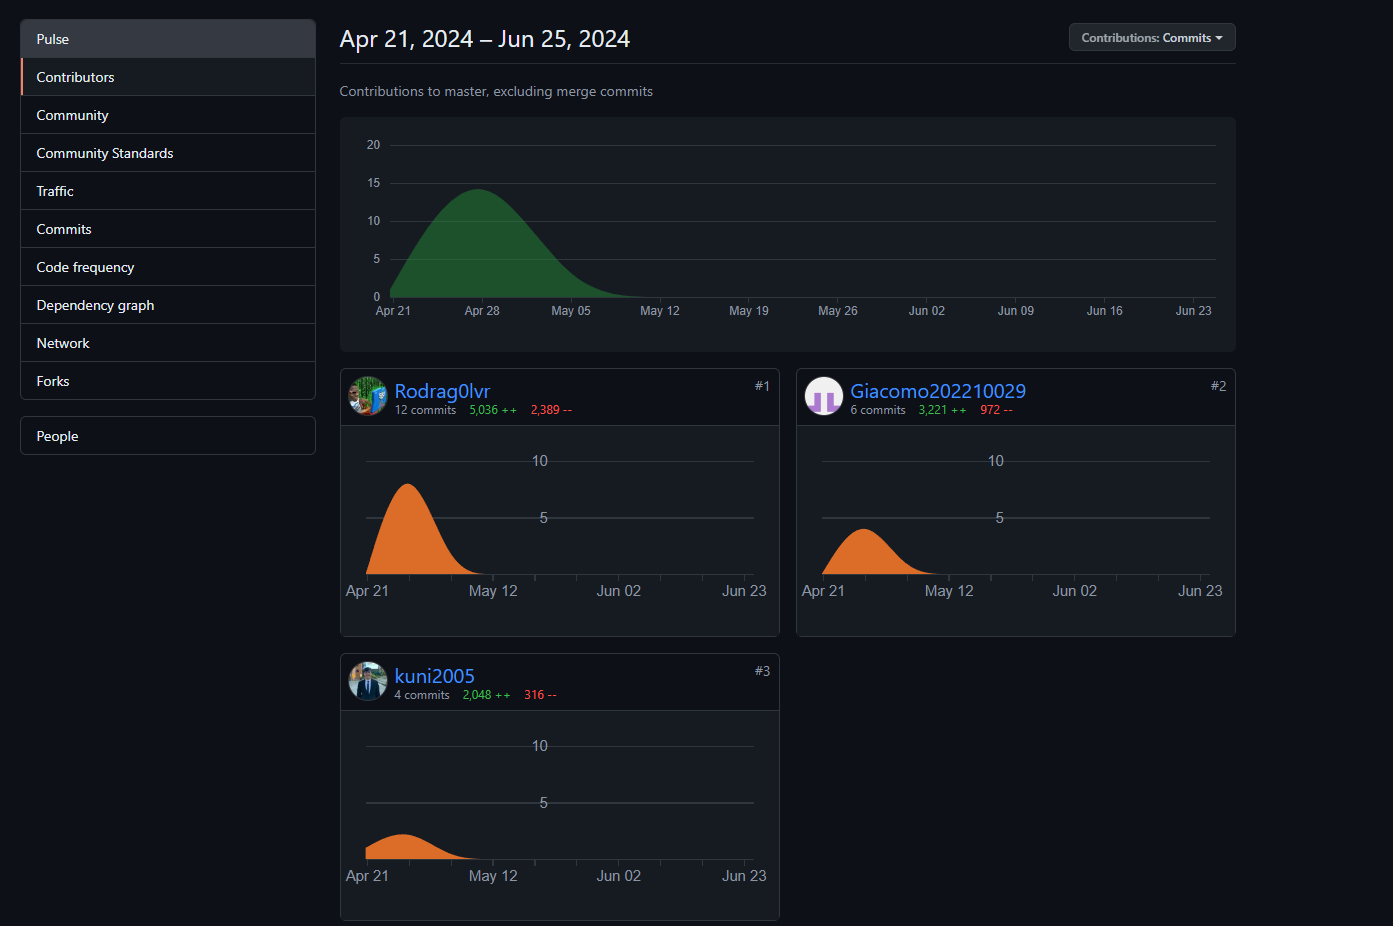 Pulse
Contributors
Community
Community Standards
Traffic
Commits
Code frequency
Dependency graph
Network
Forks
People
Apr 21, 2024 – Jun 25, 2024
Contributions: Commits
Contributions to master, excluding merge commits
20
15
10
5
0
Apr 21 Apr 28 May 05 May 12 May 19 May 26 Jun 02 Jun 09 Jun 16 Jun 23
Rodrag0lvr #1
12 commits 5,036 ++ 2,389 --
10
5
Apr 21 May 12 Jun 02 Jun 23
Giacomo202210029 #2
6 commits 3,221 ++ 972 --
10
5
Apr 21 May 12 Jun 02 Jun 23
kuni2005 #3
4 commits 2,048 ++ 316 --
10
5
Apr 21 May 12 Jun 02 Jun 23